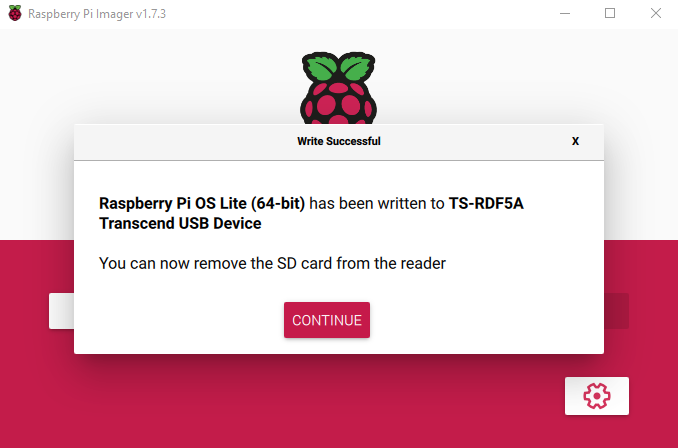 Raspberry Pi Imager v1.7.3
Write Successful
X
Raspberry Pi OS Lite (64-bit) has been written to TS-RDF5A
Transcend USB Device
You can now remove the SD card from the reader
CONTINUE